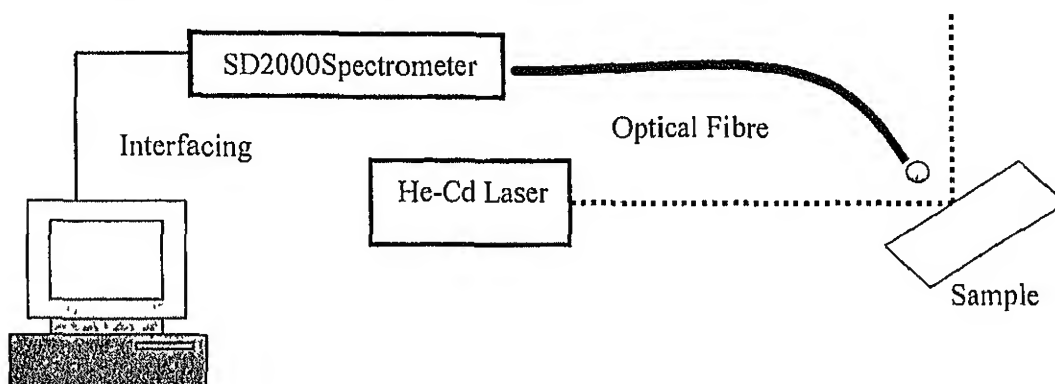 SD2000Spectrometer
Optical Fibre
Interfacing
He-Cd Laser
Sample